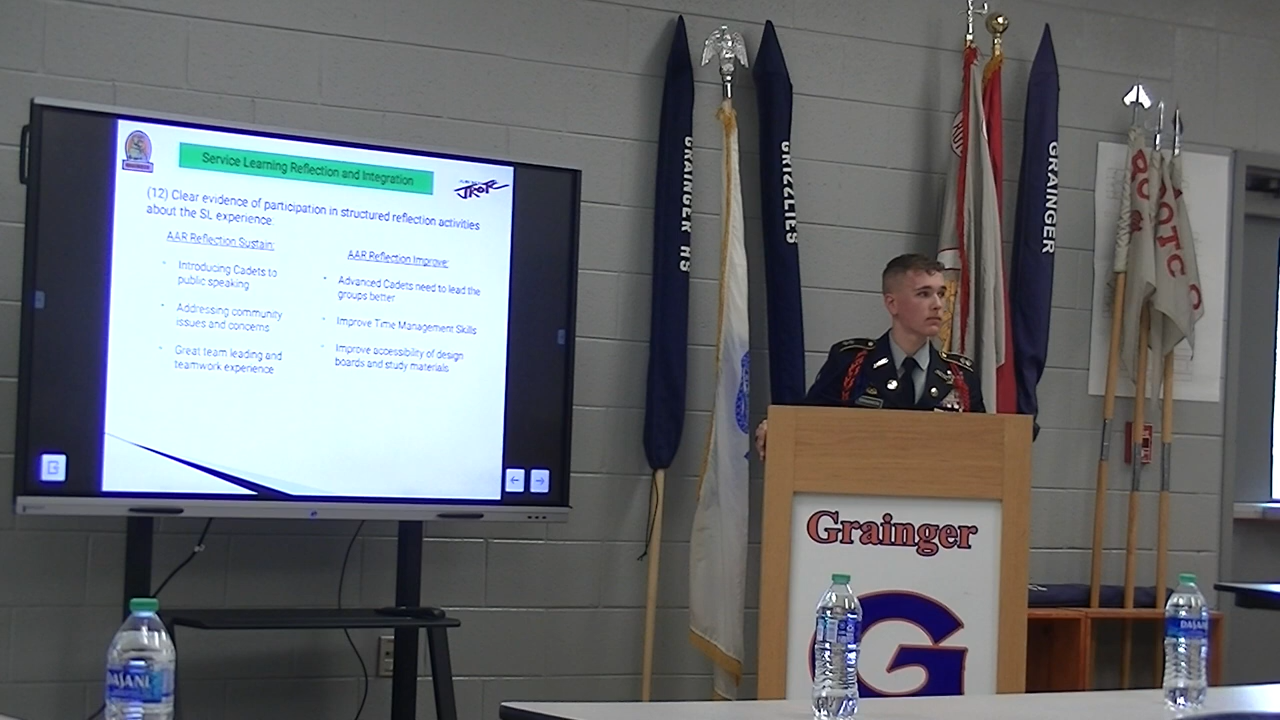 Service Learning Reflection and Integration
JROTC
(12) Clear evidence of participation in structured reflection activities
about the SL experience.
AAR Reflection Sustain:
Introducing Cadets to
public speaking
Addressing community
issues and concerns
Great team leading and
teamwork experience
AAR Reflection Improve:
Advanced Cadets need to lead the
groups better
Improve Time Management Skills
Improve accessibility of design
boards and study materials
GRAINGER HS
GRIZZLIES
GRAINGER
Grainger
G
DASANI
DASANI